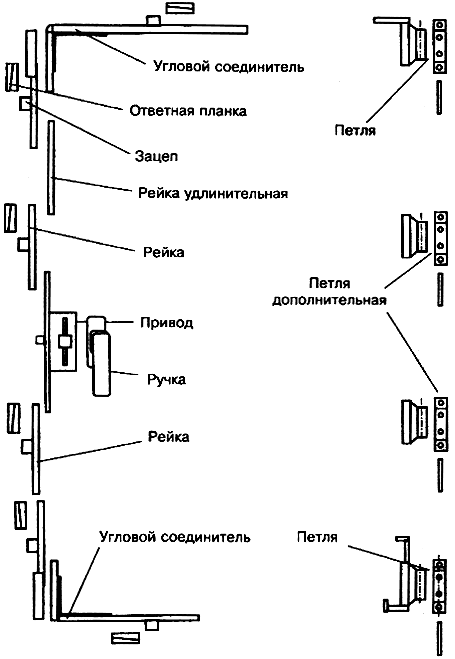 Угловой соединитель
Ответная планка
Петля
Зацеп
Рейка удлинительная
Рейка
Петля
дополнительная
Привод
Ручка
Рейка
Угловой соединитель
Петля